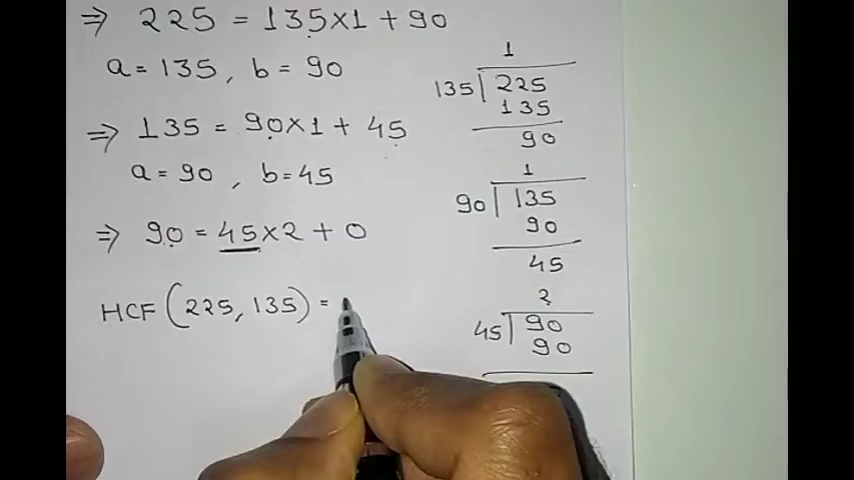 ⇒ 225 = 135×1 + 90
a = 135, b = 90
⇒ 135 = 90×1 + 45
a = 90, b = 45
⇒ 90 = 45×2 + 0
HCF (225, 135) =
1
135 | 225
135
90
1
90 | 135
90
45
2
45 | 90
90